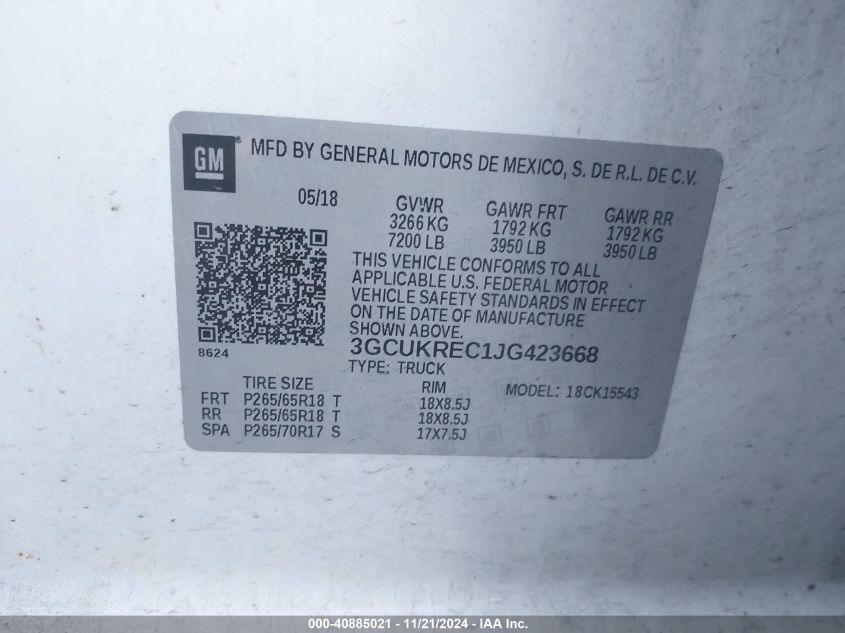 GM® MFD BY GENERAL MOTORS DE MEXICO, S. DE R.L. DE C.V.
05/18 GVWR GAWR FRT GAWR RR
3266 KG 1792 KG 1792 KG
7200 LB 3950 LB 3950 LB
THIS VEHICLE CONFORMS TO ALL
APPLICABLE U.S. FEDERAL MOTOR
VEHICLE SAFETY STANDARDS IN EFFECT
ON THE DATE OF MANUFACTURE
SHOWN ABOVE.
8624
3GCUKREC1JG423668
TYPE: TRUCK
TIRE SIZE RIM MODEL: 18CK15543
FRT P265/65R18 T 18X8.5J
RR P265/65R18 T 18X8.5J
SPA P265/70R17 S 17X7.5J
000-40885021 - 11/21/2024 - IAA Inc.